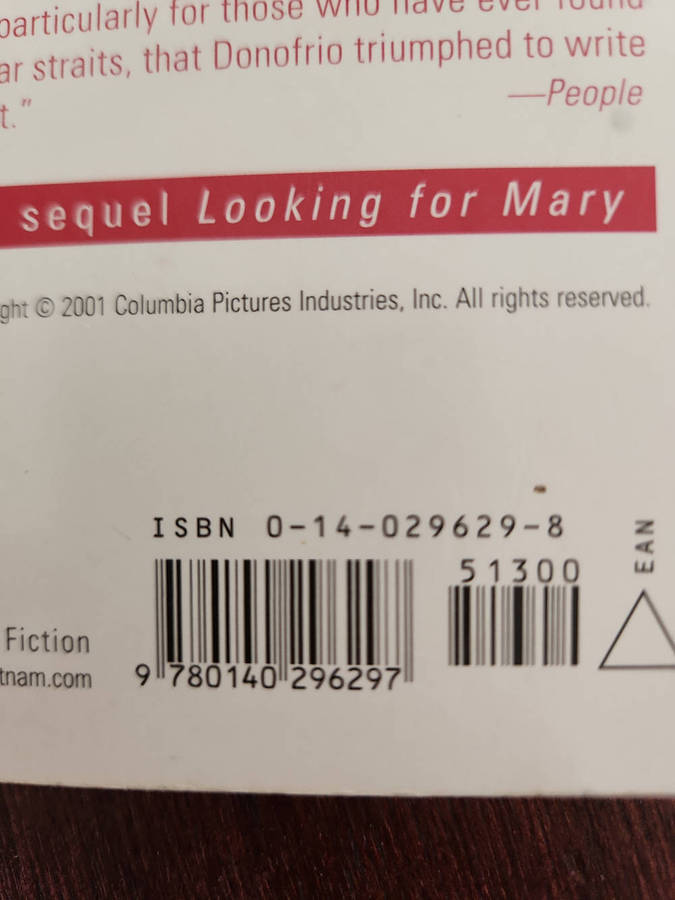 particularly for those who have ever found
ar straits, that Donofrio triumphed to write
t."
—People
sequel Looking for Mary
ght © 2001 Columbia Pictures Industries, Inc. All rights reserved.
ISBN 0-14-029629-8
51300
EAN
Fiction
tnam.com
9 780140 296297